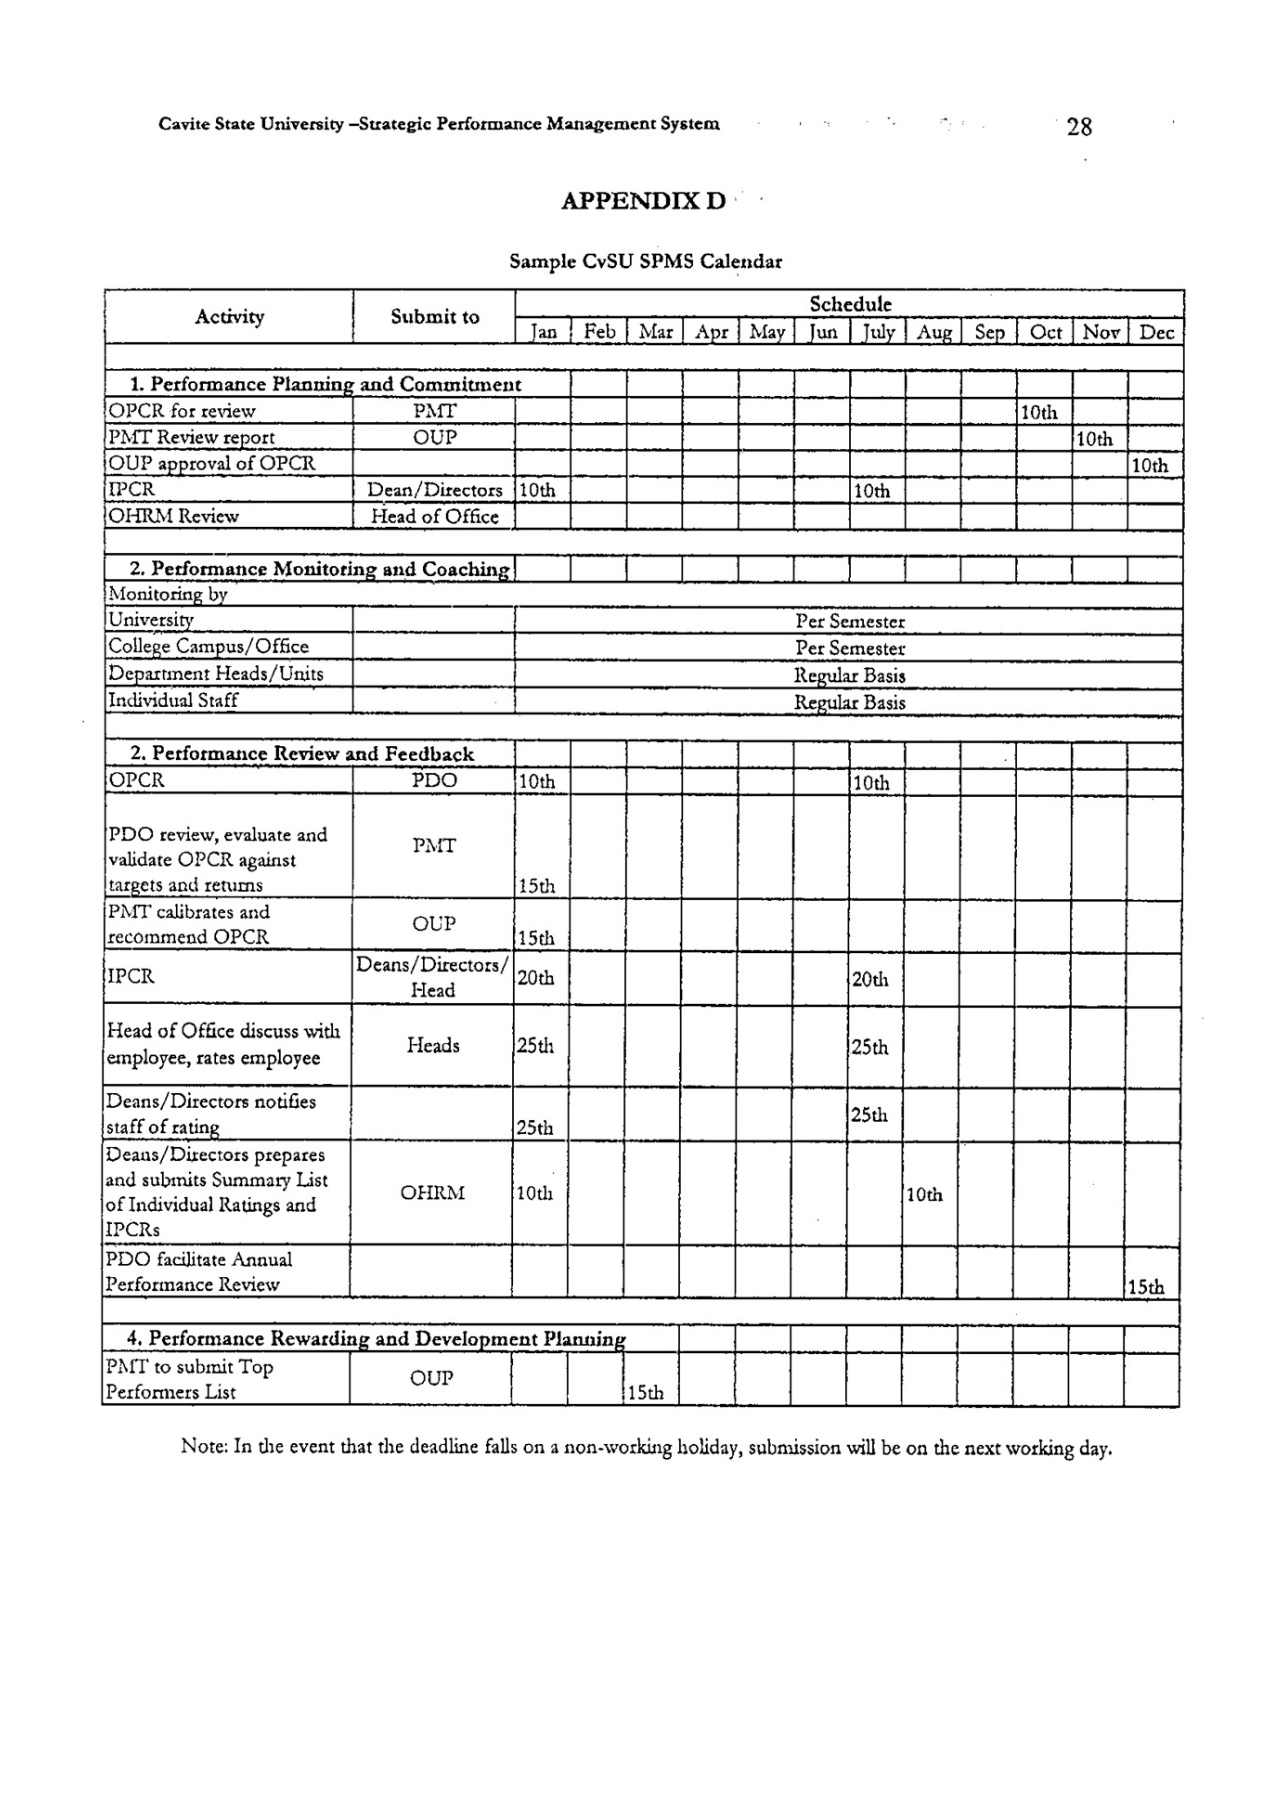 Cavite State University –Strategic Performance Management System 28
APPENDIX D
Sample CvSU SPMS Calendar
Activity Submit to Schedule
Jan Feb Mar Apr May Jun July Aug Sep Oct Nov Dec
1. Performance Planning and Commitment
OPCR for review PMT 10th
PMT Review report OUP 10th
OUP approval of OPCR 10th
IPCR Dean/Directors 10th 10th
OHRM Review Head of Office
2. Performance Monitoring and Coaching
Monitoring by
University Per Semester
College Campus/Office Per Semester
Department Heads/Units Regular Basis
Individual Staff Regular Basis
2. Performance Review and Feedback
OPCR PDO 10th 10th
PDO review, evaluate and
validate OPCR against PMT
targets and returns 15th
PMT calibrates and
recommend OPCR OUP 15th
IPCR Deans/Directors/ 20th 20th
Head
Head of Office discuss with
employee, rates employee Heads 25th 25th
Deans/Directors notifies
staff of rating 25th 25th
Deans/Directors prepares
and submits Summary List OHRM 10th 10th
of Individual Ratings and
IPCRs
PDO facilitate Annual
Performance Review 15th
4. Performance Rewarding and Development Planning
PMT to submit Top
Performers List OUP 15th
Note: In the event that the deadline falls on a non-working holiday, submission will be on the next working day.